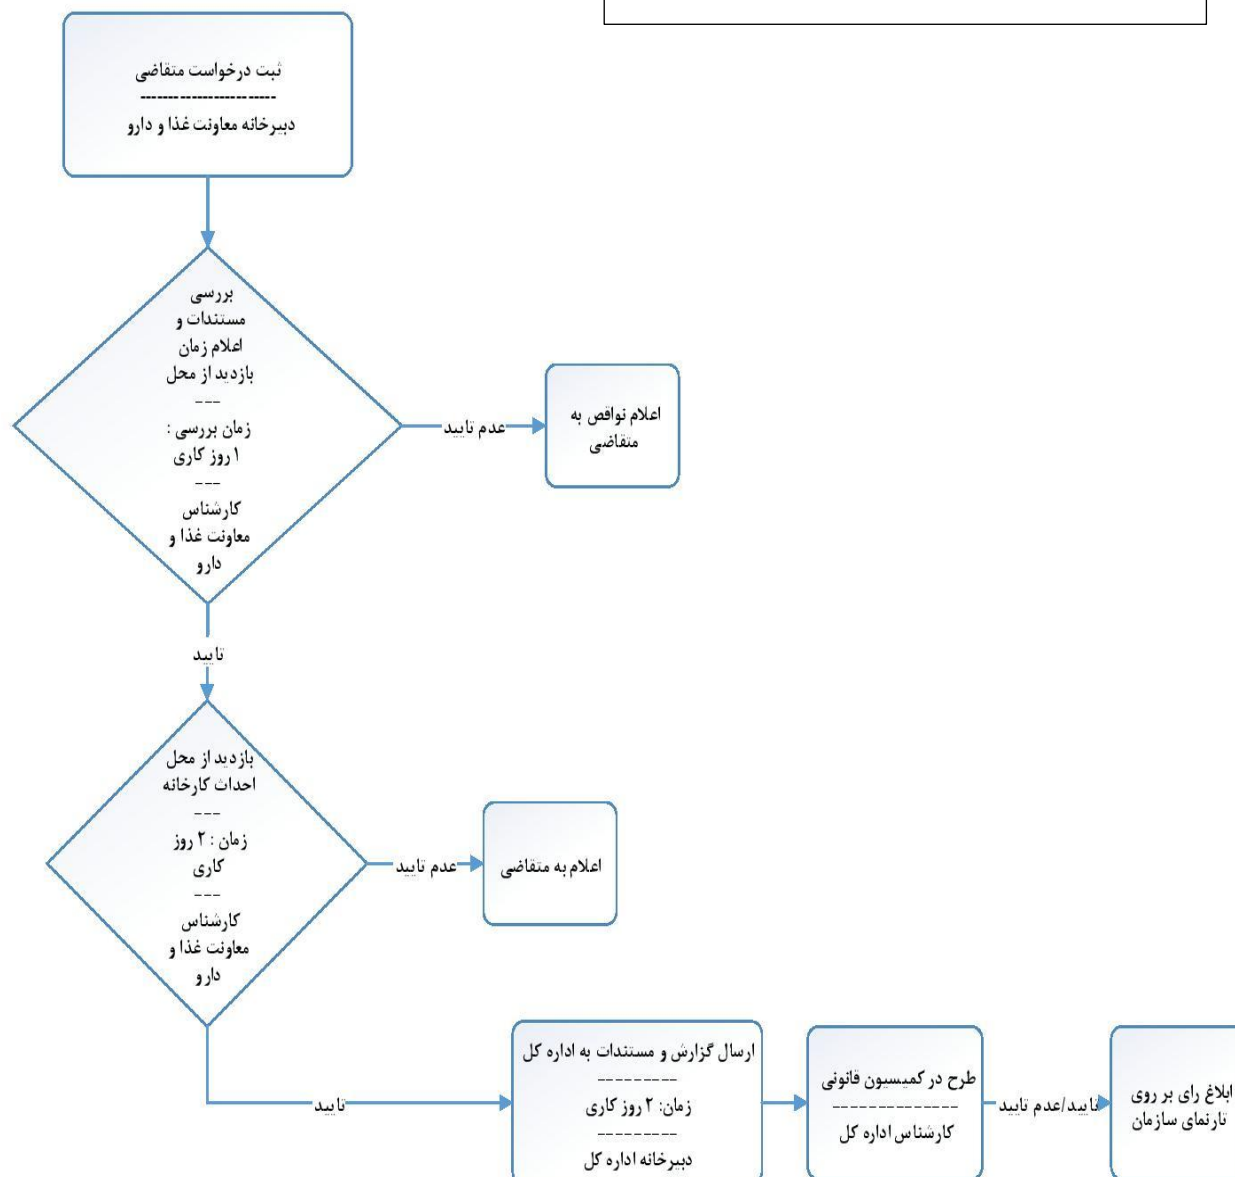 ثبت درخواست متقاضی
-----------------------
دبیرخانه معاونت غذا و دارو
بررسی
مستندات و
اعلام زمان
بازدید از محل
---
زمان بررسی :
۱ روز کاری
---
کارشناس
معاونت غذا و
دارو
عدم تایید
اعلام نواقص به
متقاضی
تایید
بازدید از محل
احداث کارخانه
---
زمان : ۲ روز
کاری
---
کارشناس
معاونت غذا و
دارو
عدم تایید
اعلام به متقاضی
تایید
ارسال گزارش و مستندات به اداره کل
---------
زمان: ۲ روز کاری
---------
دبیرخانه اداره کل
طرح در کمیسیون قانونی
--------------
کارشناس اداره کل
تایید/عدم تایید
ابلاغ رای بر روی
تارنمای سازمان